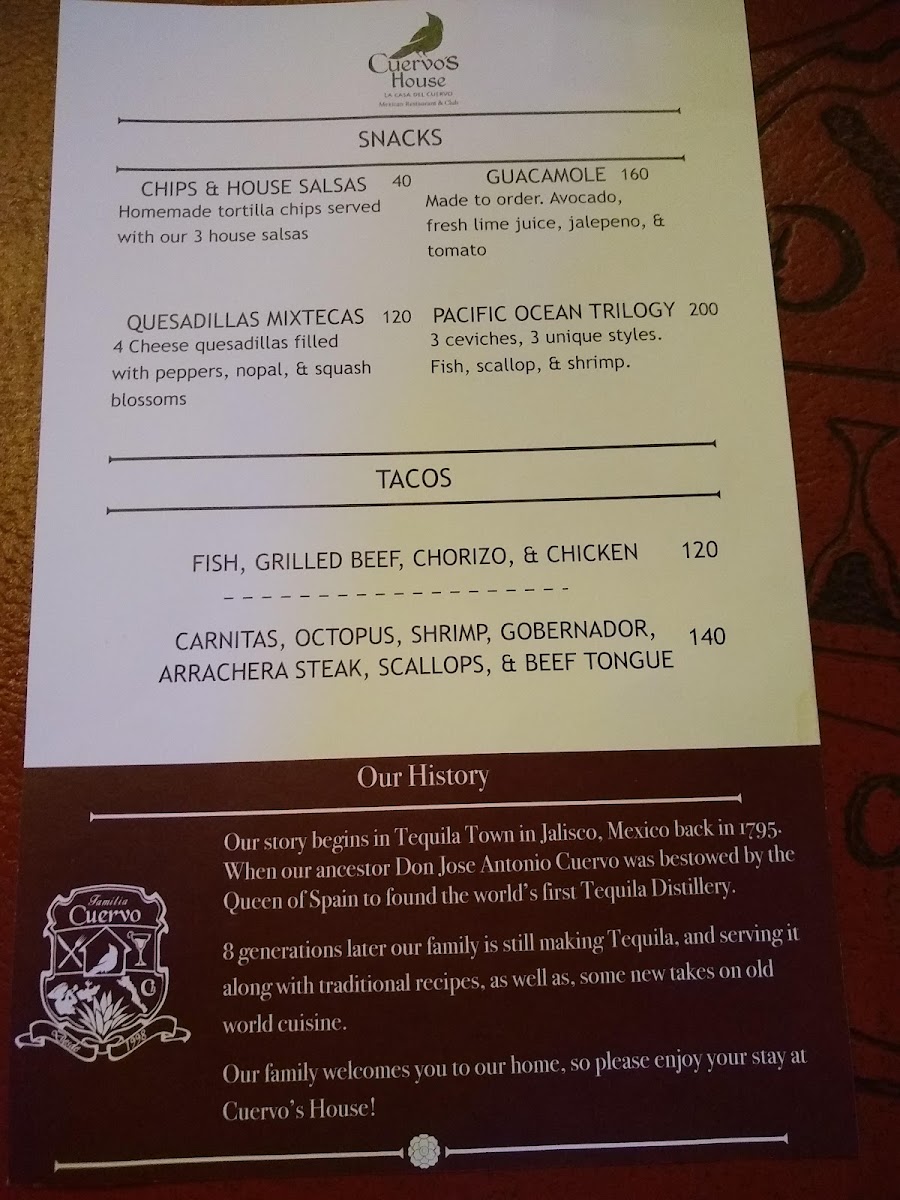 Cuervo's
House
LA CASA DEL CUERVO
Mexican Restaurant & Club
SNACKS
CHIPS & HOUSE SALSAS 40
Homemade tortilla chips served
with our 3 house salsas
GUACAMOLE 160
Made to order. Avocado,
fresh lime juice, jalepeno, &
tomato
QUESADILLAS MIXTECAS 120
4 Cheese quesadillas filled
with peppers, nopal, & squash
blossoms
PACIFIC OCEAN TRILOGY 200
3 ceviches, 3 unique styles.
Fish, scallop, & shrimp.
TACOS
FISH, GRILLED BEEF, CHORIZO, & CHICKEN 120
CARNITAS, OCTOPUS, SHRIMP, GOBERNADOR, 140
ARRACHERA STEAK, SCALLOPS, & BEEF TONGUE
Our History
Our story begins in Tequila Town in Jalisco, Mexico back in 1795.
When our ancestor Don Jose Antonio Cuervo was bestowed by the
Queen of Spain to found the world's first Tequila Distillery.
8 generations later our family is still making Tequila, and serving it
along with traditional recipes, as well as, some new takes on old
world cuisine.
Our family welcomes you to our home, so please enjoy your stay at
Cuervo's House!
Familia
Cuervo
Desde 1998